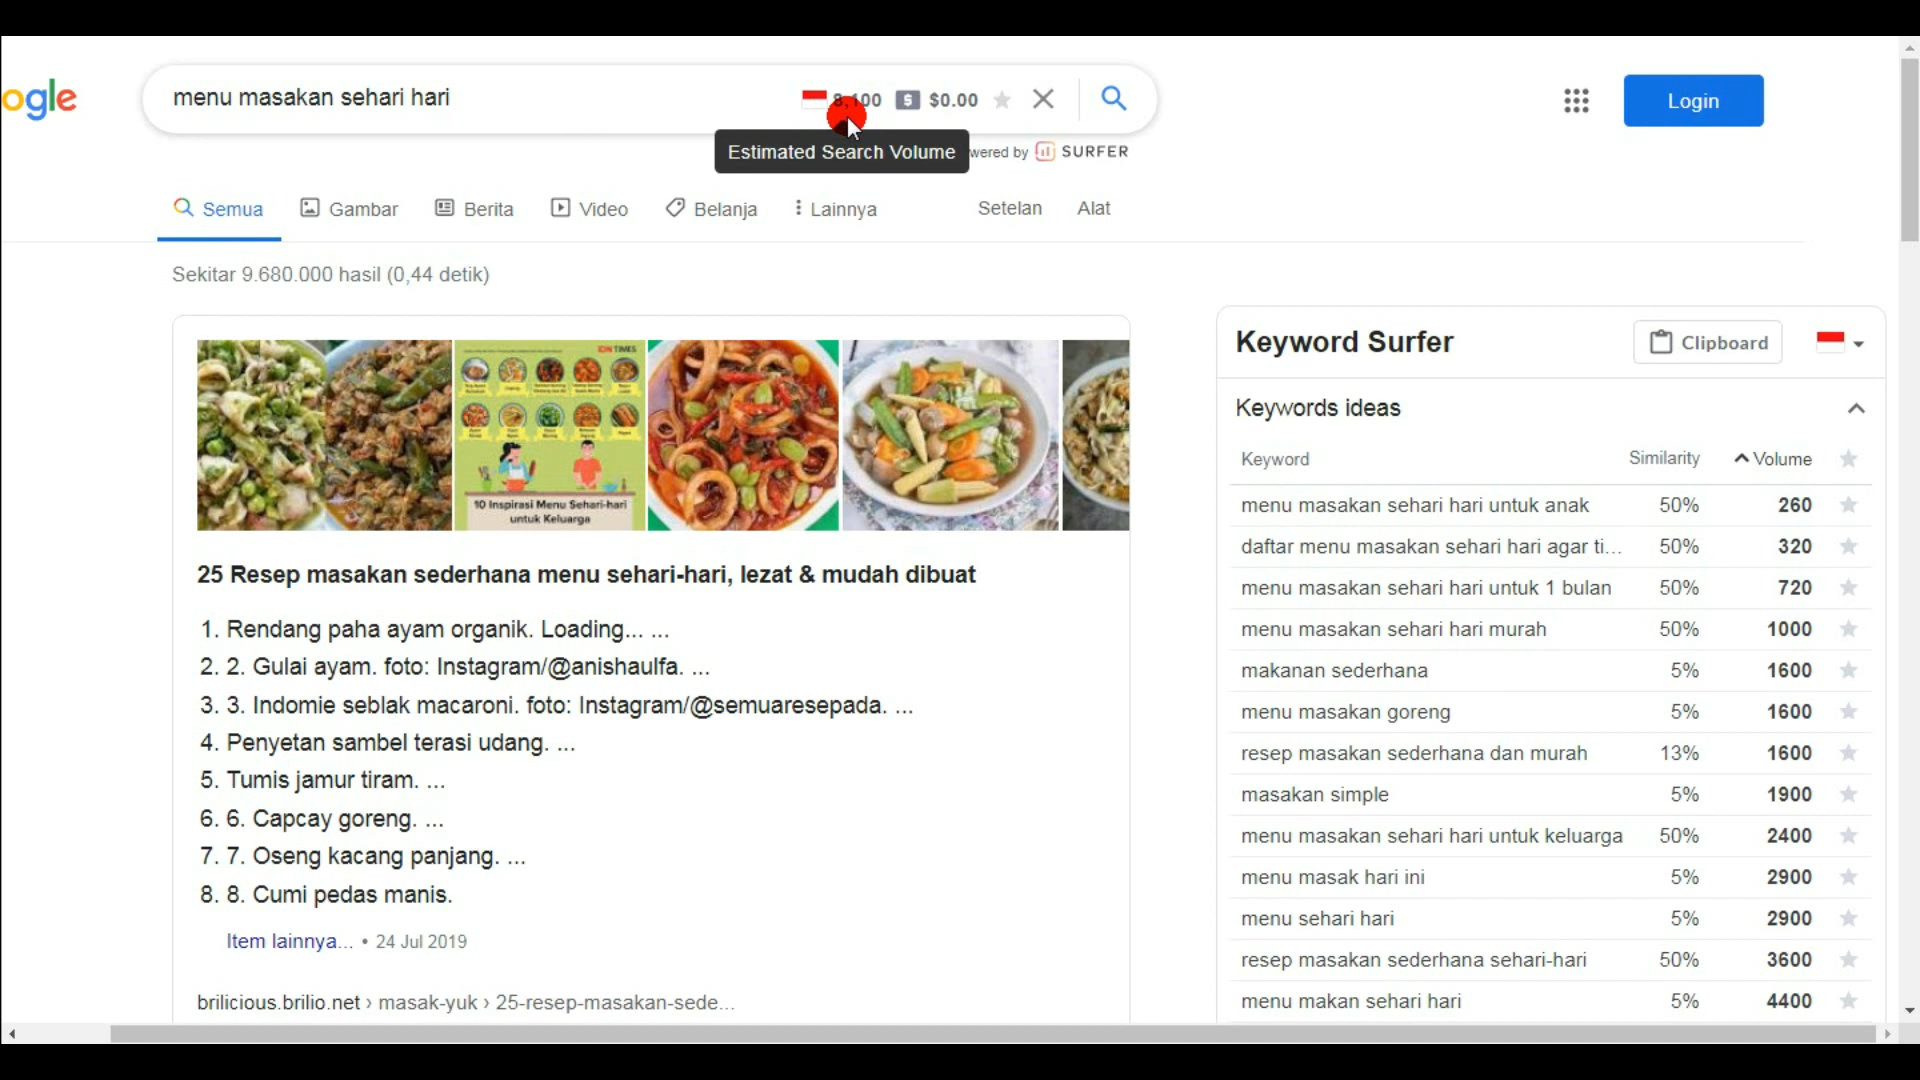 ogle
menu masakan sehari hari
8,100 $0.00
Login
Estimated Search Volume
wered by SURFER
Semua Gambar Berita Video Belanja Lainnya Setelan Alat
Sekitar 9.680.000 hasil (0,44 detik)
IDN TIMES
10 Inspirasi Menu Sehari-hari
untuk Keluarga
25 Resep masakan sederhana menu sehari-hari, lezat & mudah dibuat
1. Rendang paha ayam organik. Loading... ...
2. 2. Gulai ayam. foto: Instagram/@anishaulfa. ...
3. 3. Indomie seblak macaroni. foto: Instagram/@semuaresepada. ...
4. Penyetan sambel terasi udang. ...
5. Tumis jamur tiram. ...
6. 6. Capcay goreng. ...
7. 7. Oseng kacang panjang. ...
8. 8. Cumi pedas manis.
Item lainnya... • 24 Jul 2019
brilicious.brilio.net › masak-yuk › 25-resep-masakan-sede...
Keyword Surfer Clipboard
Keywords ideas
Keyword Similarity Volume
menu masakan sehari hari untuk anak 50% 260
daftar menu masakan sehari hari agar ti... 50% 320
menu masakan sehari hari untuk 1 bulan 50% 720
menu masakan sehari hari murah 50% 1000
makanan sederhana 5% 1600
menu masakan goreng 5% 1600
resep masakan sederhana dan murah 13% 1600
masakan simple 5% 1900
menu masakan sehari hari untuk keluarga 50% 2400
menu masak hari ini 5% 2900
menu sehari hari 5% 2900
resep masakan sederhana sehari-hari 50% 3600
menu makan sehari hari 5% 4400